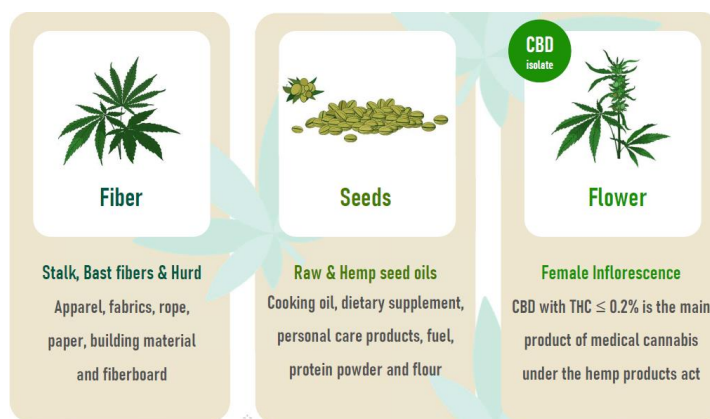 Fiber
Stalk, Bast fibers & Hurd
Apparel, fabrics, rope,
paper, building material
and fiberboard
Seeds
Raw & Hemp seed oils
Cooking oil, dietary supplement,
personal care products, fuel,
protein powder and flour
CBD
isolate
Flower
Female Inflorescence
CBD with THC ≤ 0.2% is the main
product of medical cannabis
under the hemp products act